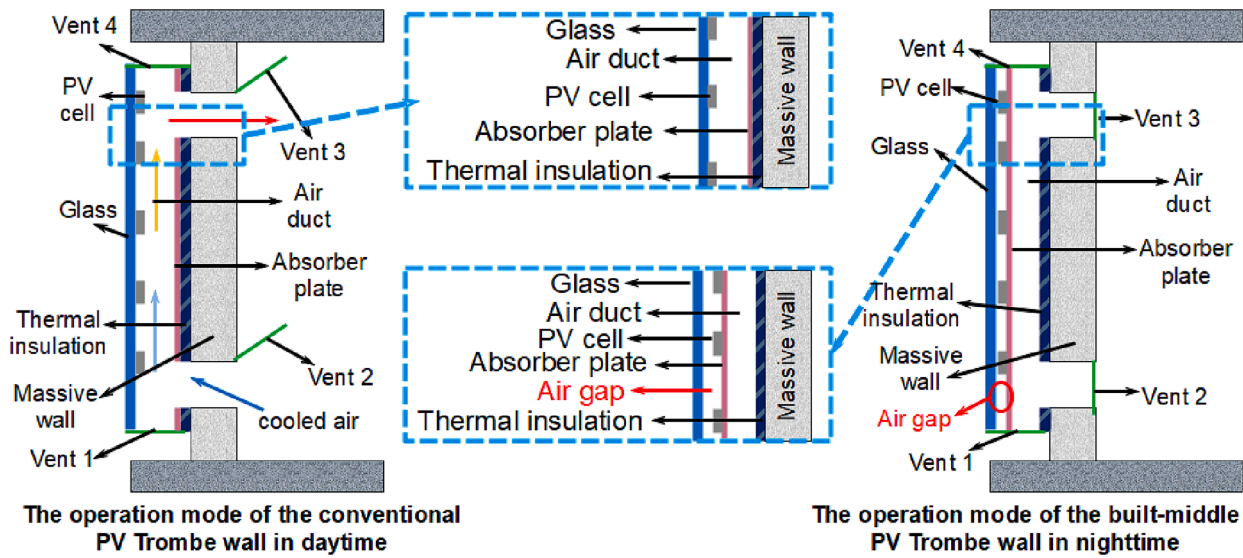 Vent 4
PV
cell
Vent 3
Air
duct
Glass
Absorber
plate
Thermal
insulation
Vent 2
Massive
wall
cooled air
Vent 1
The operation mode of the conventional
PV Trombe wall in daytime
Glass
Air duct
PV cell
Absorber plate
Thermal insulation
Massive wall
Glass
Air duct
PV cell
Absorber plate
Air gap
Thermal insulation
Massive wall
Vent 4
PV cell
Vent 3
Glass
Air
duct
Absorber
plate
Thermal
insulation
Massive
wall
Vent 2
Air gap
Vent 1
The operation mode of the built-middle
PV Trombe wall in nighttime